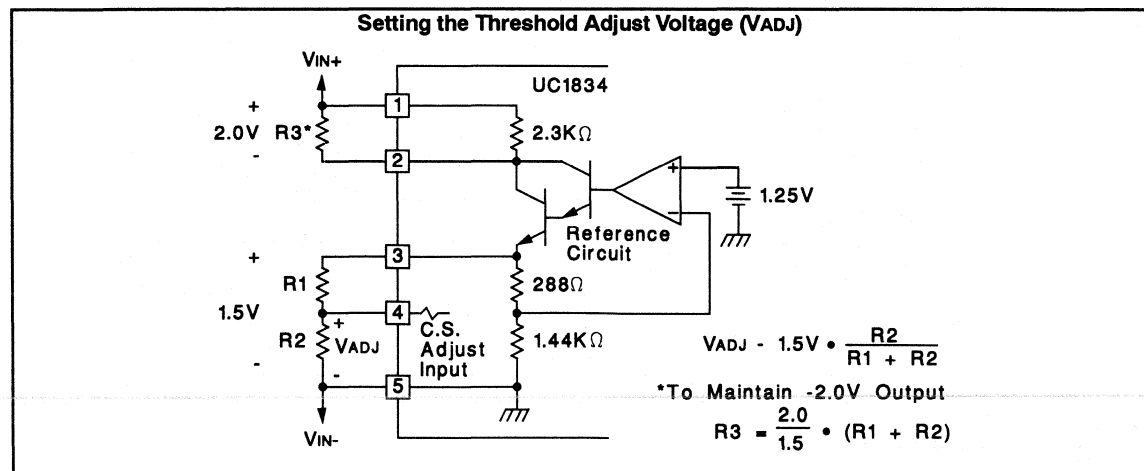 Setting the Threshold Adjust Voltage (VADJ)
VIN+
UC1834
1
+
2.0V R3*
-
2.3KΩ
2
+
-
1.25V
Reference
Circuit
3
+
R1
288Ω
1.5V
4
C.S.
Adjust
Input
R2
+
VADJ
-
1.44KΩ
-
5
VIN-
VADJ - 1.5V • R2
R1 + R2
*To Maintain -2.0V Output
R3 = 2.0 • (R1 + R2)
1.5